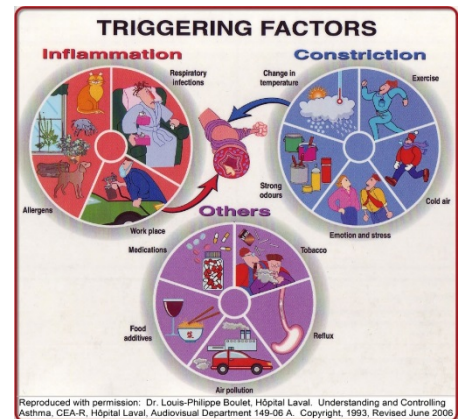 TRIGGERING FACTORS
Inflammation
Constriction
Respiratory
infections
Change in
temperature
Exercise
Allergens
Work place
Strong
odours
Cold air
Emotion and stress
Others
Medications
Tobacco
Food
additives
Reflux
Air pollution
Reproduced with permission: Dr. Louis-Philippe Boulet, Hôpital Laval. Understanding and Controlling
Asthma, CEA-R, Hôpital Laval, Audiovisual Department 149-06 A. Copyright, 1993, Revised June 2006